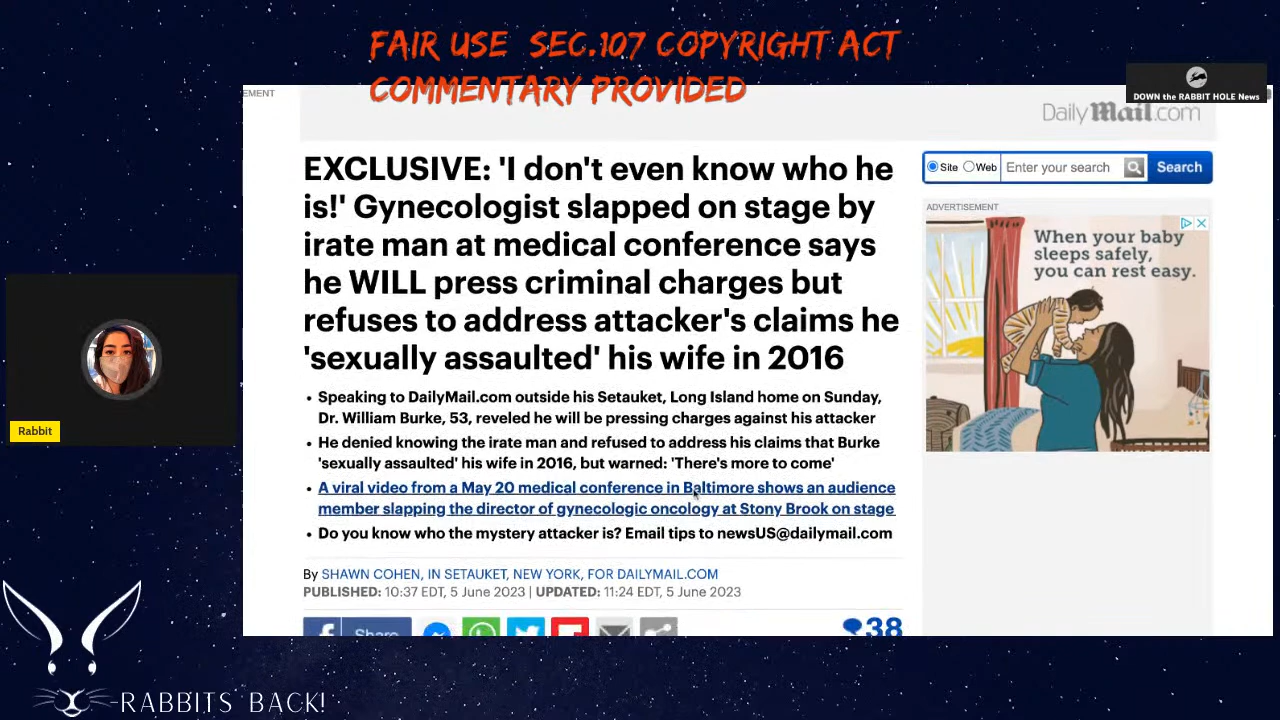 FAIR USE SEC.107 COPYRIGHT ACT
COMMENTARY PROVIDED
DOWN the RABBIT HOLE News
EMENT
DailyMail.com
EXCLUSIVE: 'I don't even know who he
is!' Gynecologist slapped on stage by
irate man at medical conference says
he WILL press criminal charges but
refuses to address attacker's claims he
'sexually assaulted' his wife in 2016
Site Web Enter your search Search
ADVERTISEMENT
When your baby
sleeps safely,
you can rest easy.
• Speaking to DailyMail.com outside his Setauket, Long Island home on Sunday,
Dr. William Burke, 53, reveled he will be pressing charges against his attacker
• He denied knowing the irate man and refused to address his claims that Burke
'sexually assaulted' his wife in 2016, but warned: 'There's more to come'
• A viral video from a May 20 medical conference in Baltimore shows an audience
member slapping the director of gynecologic oncology at Stony Brook on stage
• Do you know who the mystery attacker is? Email tips to newsUS@dailymail.com
By SHAWN COHEN, IN SETAUKET, NEW YORK, FOR DAILYMAIL.COM
PUBLISHED: 10:37 EDT, 5 June 2023 | UPDATED: 11:24 EDT, 5 June 2023
Share
38
Rabbit
RABBITS BACK!